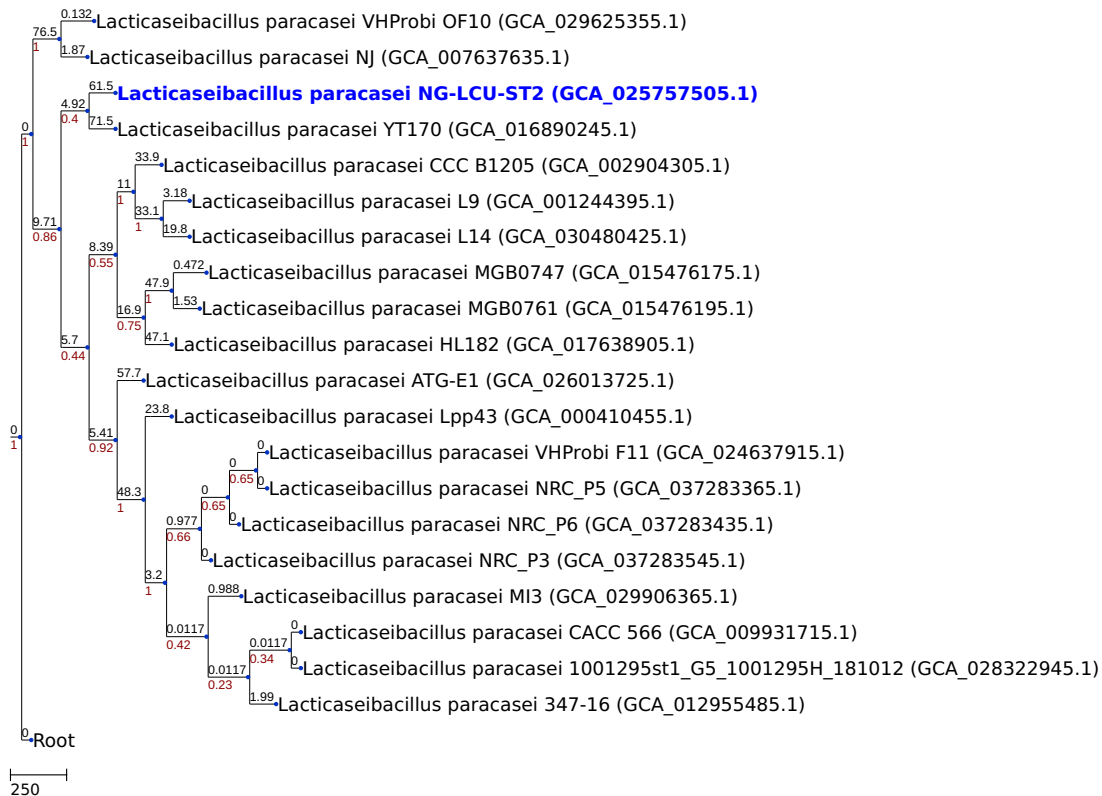 0.132 Lacticaseibacillus paracasei VHProbi OF10 (GCA_029625355.1)
76.5
1
1.87 Lacticaseibacillus paracasei NJ (GCA_007637635.1)
61.5 Lacticaseibacillus paracasei NG-LCU-ST2 (GCA_025757505.1)
4.92
0.4
0
1
71.5 Lacticaseibacillus paracasei YT170 (GCA_016890245.1)
33.9 Lacticaseibacillus paracasei CCC B1205 (GCA_002904305.1)
11
1
3.18 Lacticaseibacillus paracasei L9 (GCA_001244395.1)
33.1
1
9.71
0.86
19.8 Lacticaseibacillus paracasei L14 (GCA_030480425.1)
8.39
0.55
0.472 Lacticaseibacillus paracasei MGB0747 (GCA_015476175.1)
47.9
1
1.53 Lacticaseibacillus paracasei MGB0761 (GCA_015476195.1)
16.9
0.75
47.1 Lacticaseibacillus paracasei HL182 (GCA_017638905.1)
5.7
0.44
57.7 Lacticaseibacillus paracasei ATG-E1 (GCA_026013725.1)
23.8 Lacticaseibacillus paracasei Lpp43 (GCA_000410455.1)
0
1
5.41
0.92
0 Lacticaseibacillus paracasei VHProbi F11 (GCA_024637915.1)
0
0.65
0 Lacticaseibacillus paracasei NRC_P5 (GCA_037283365.1)
48.3
1
0
0.65
0 Lacticaseibacillus paracasei NRC_P6 (GCA_037283435.1)
0.977
0.66
0 Lacticaseibacillus paracasei NRC_P3 (GCA_037283545.1)
3.2
1
0.988 Lacticaseibacillus paracasei MI3 (GCA_029906365.1)
0.0117
0.42
0 Lacticaseibacillus paracasei CACC 566 (GCA_009931715.1)
0.0117
0.34
0 Lacticaseibacillus paracasei 1001295st1_G5_1001295H_181012 (GCA_028322945.1)
0.0117
0.23
1.99 Lacticaseibacillus paracasei 347-16 (GCA_012955485.1)
0 Root
250